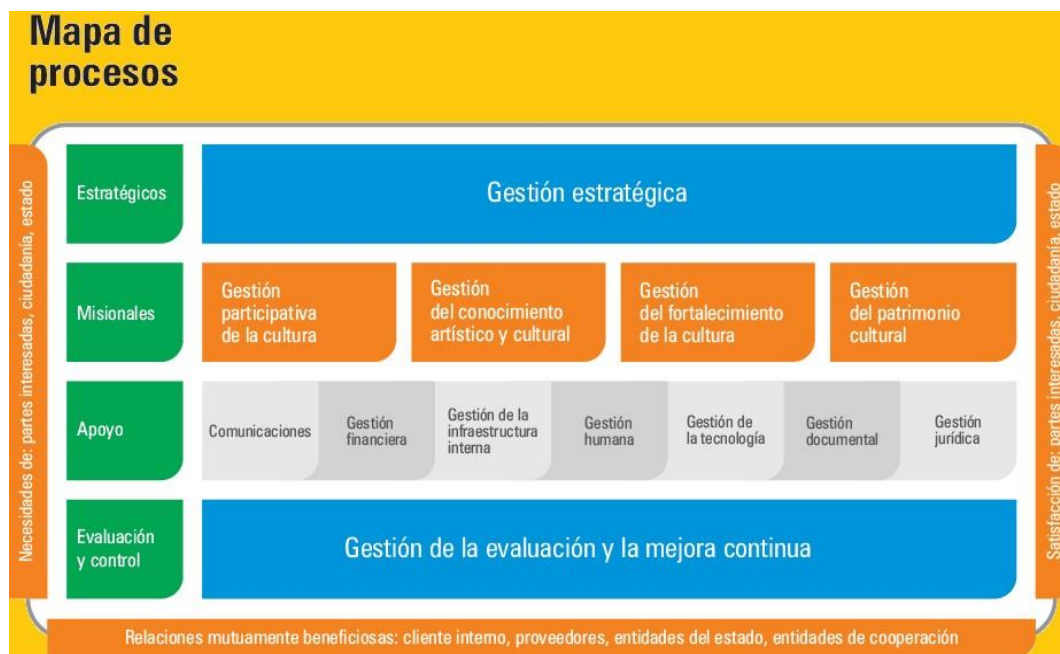 Mapa de
procesos
Necesidades de: partes interesadas, ciudadanía, estado
Estratégicos
Gestión estratégica
Misionales
Gestión
participativa
de la cultura
Gestión
del conocimiento
artístico y cultural
Gestión
del fortalecimiento
de la cultura
Gestión
del patrimonio
cultural
Apoyo
Comunicaciones
Gestión
financiera
Gestión de la
infraestructura
interna
Gestión
humana
Gestión de
la tecnología
Gestión
documental
Gestión
jurídica
Evaluación
y control
Gestión de la evaluación y la mejora continua
Satisfacción de: partes interesadas, ciudadanía, estado
Relaciones mutuamente beneficiosas: cliente interno, proveedores, entidades del estado, entidades de cooperación